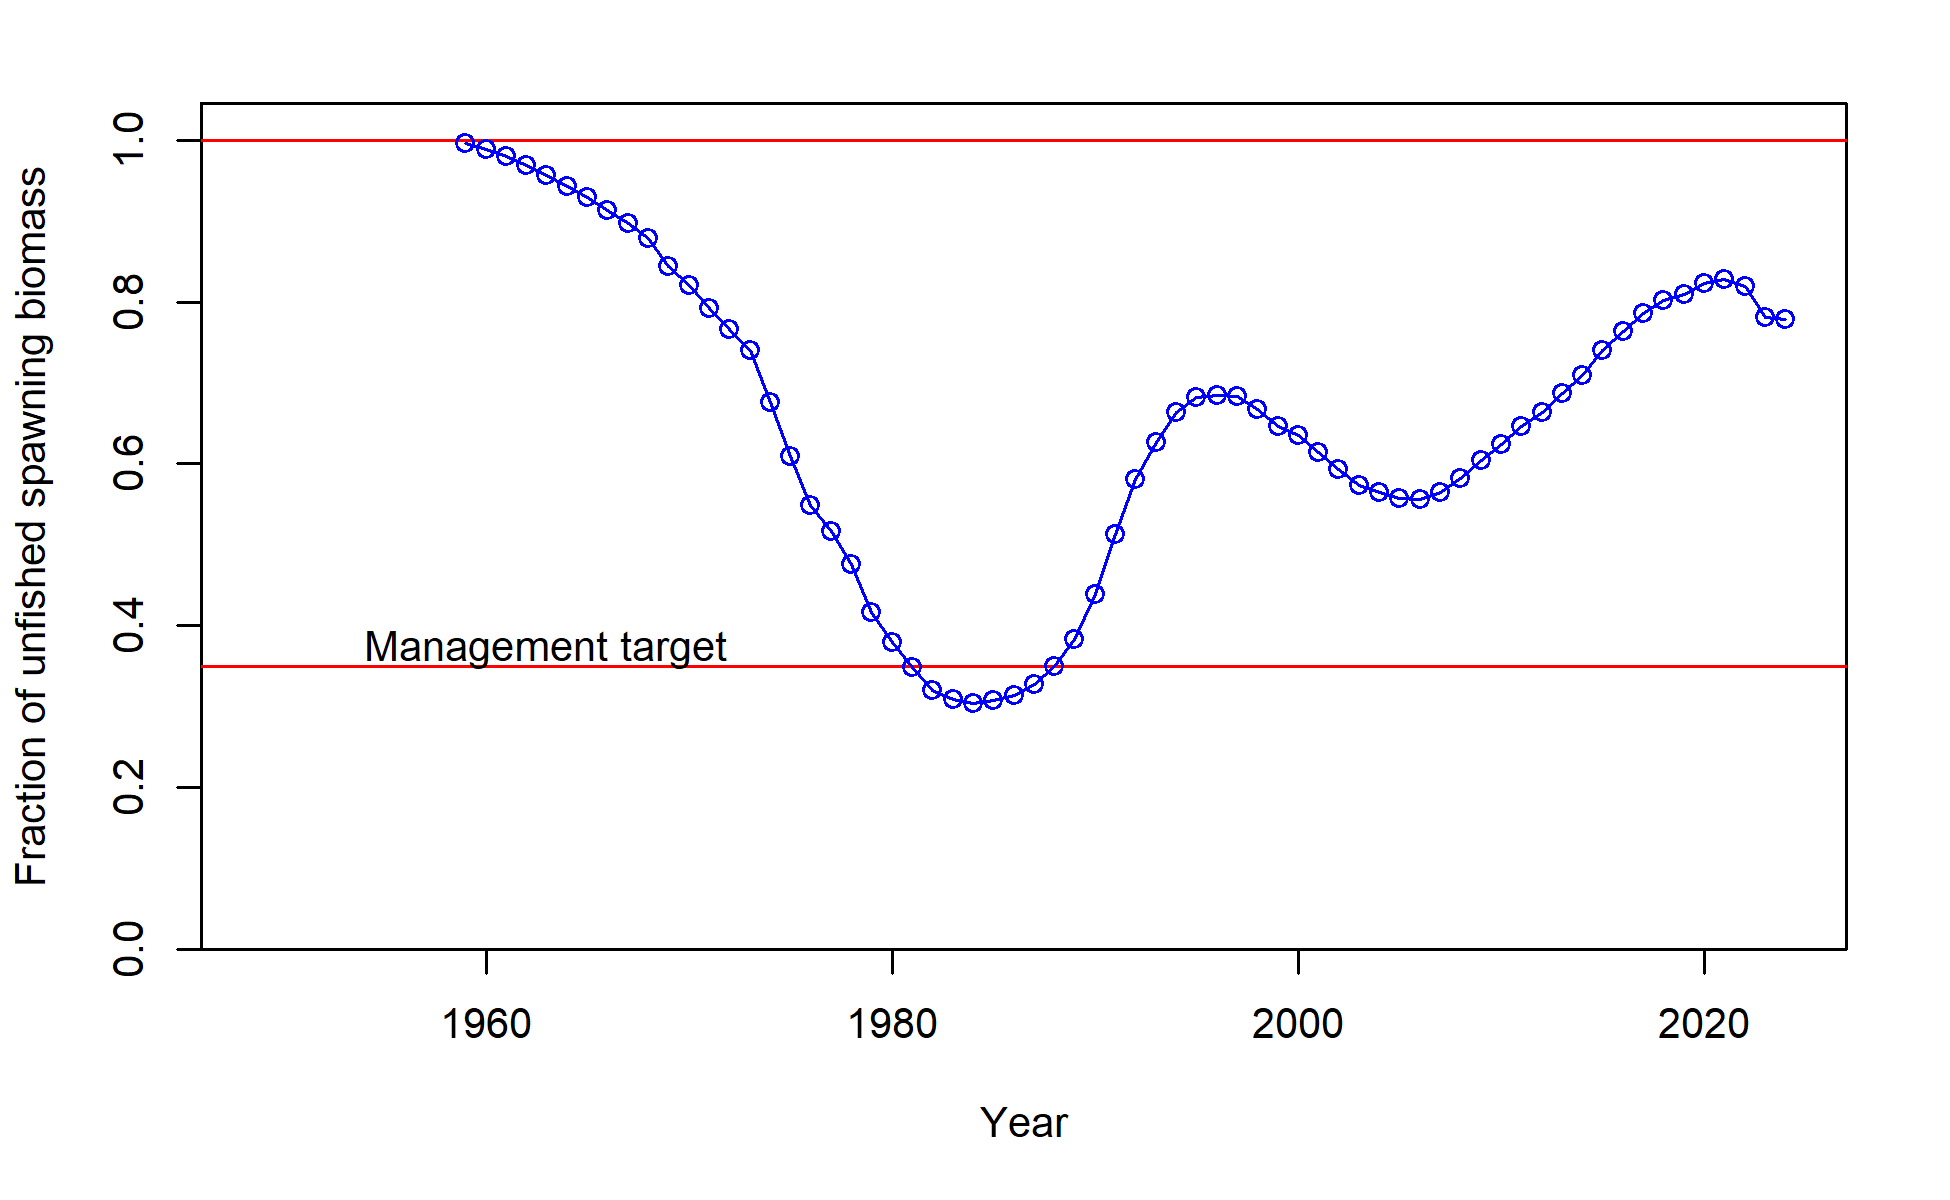 Fraction of unfished spawning biomass
1.0
0.8
0.6
0.4
0.2
0.0
Management target
1960 1980 2000 2020
Year